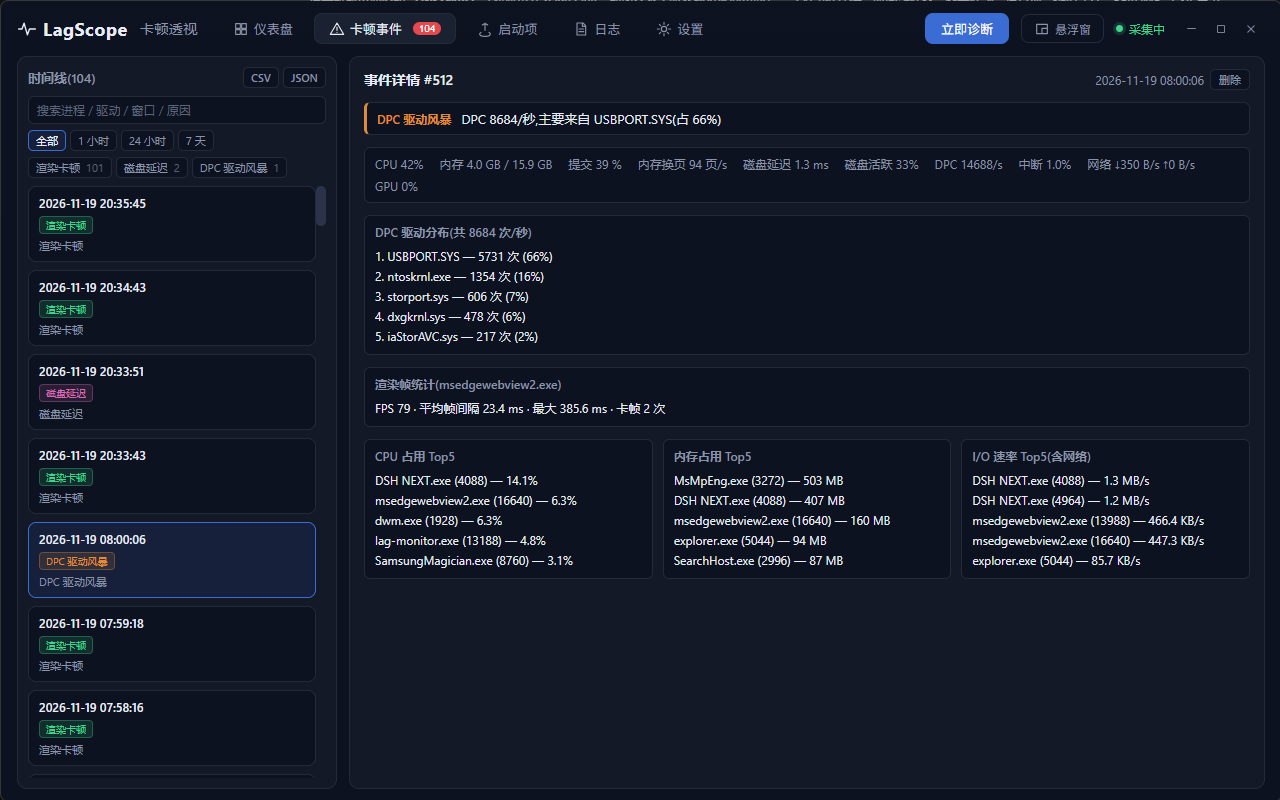 LagScope 卡顿透视 仪表盘 卡顿事件 104 启动项 日志 设置 立即诊断 悬浮窗 采集中
时间线(104) CSV JSON
搜索进程 / 驱动 / 窗口 / 原因
全部 1 小时 24 小时 7 天
渲染卡顿 101 磁盘延迟 2 DPC 驱动风暴 1
2026-11-19 20:35:45
渲染卡顿
渲染卡顿
2026-11-19 20:34:43
渲染卡顿
渲染卡顿
2026-11-19 20:33:51
磁盘延迟
磁盘延迟
2026-11-19 20:33:43
渲染卡顿
渲染卡顿
2026-11-19 08:00:06
DPC 驱动风暴
DPC 驱动风暴
2026-11-19 07:59:18
渲染卡顿
渲染卡顿
2026-11-19 07:58:16
渲染卡顿
渲染卡顿
事件详情 #512 2026-11-19 08:00:06 删除
DPC 驱动风暴 DPC 8684/秒,主要来自 USBPORT.SYS(占 66%)
CPU 42% 内存 4.0 GB / 15.9 GB 提交 39 % 内存换页 94 页/s 磁盘延迟 1.3 ms 磁盘活跃 33% DPC 14688/s 中断 1.0% 网络 ↓350 B/s ↑0 B/s
GPU 0%
DPC 驱动分布(共 8684 次/秒)
1. USBPORT.SYS — 5731 次 (66%)
2. ntoskrnl.exe — 1354 次 (16%)
3. storport.sys — 606 次 (7%)
4. dxgkrnl.sys — 478 次 (6%)
5. iaStorAVC.sys — 217 次 (2%)
渲染帧统计(msedgewebview2.exe)
FPS 79 · 平均帧间隔 23.4 ms · 最大 385.6 ms · 卡帧 2 次
CPU 占用 Top5
DSH NEXT.exe (4088) — 14.1%
msedgewebview2.exe (16640) — 6.3%
dwm.exe (1928) — 6.3%
lag-monitor.exe (13188) — 4.8%
SamsungMagician.exe (8760) — 3.1%
内存占用 Top5
MsMpEng.exe (3272) — 503 MB
DSH NEXT.exe (4088) — 407 MB
msedgewebview2.exe (16640) — 160 MB
explorer.exe (5044) — 94 MB
SearchHost.exe (2996) — 87 MB
I/O 速率 Top5(含网络)
DSH NEXT.exe (4088) — 1.3 MB/s
DSH NEXT.exe (4964) — 1.2 MB/s
msedgewebview2.exe (13988) — 466.4 KB/s
msedgewebview2.exe (16640) — 447.3 KB/s
explorer.exe (5044) — 85.7 KB/s